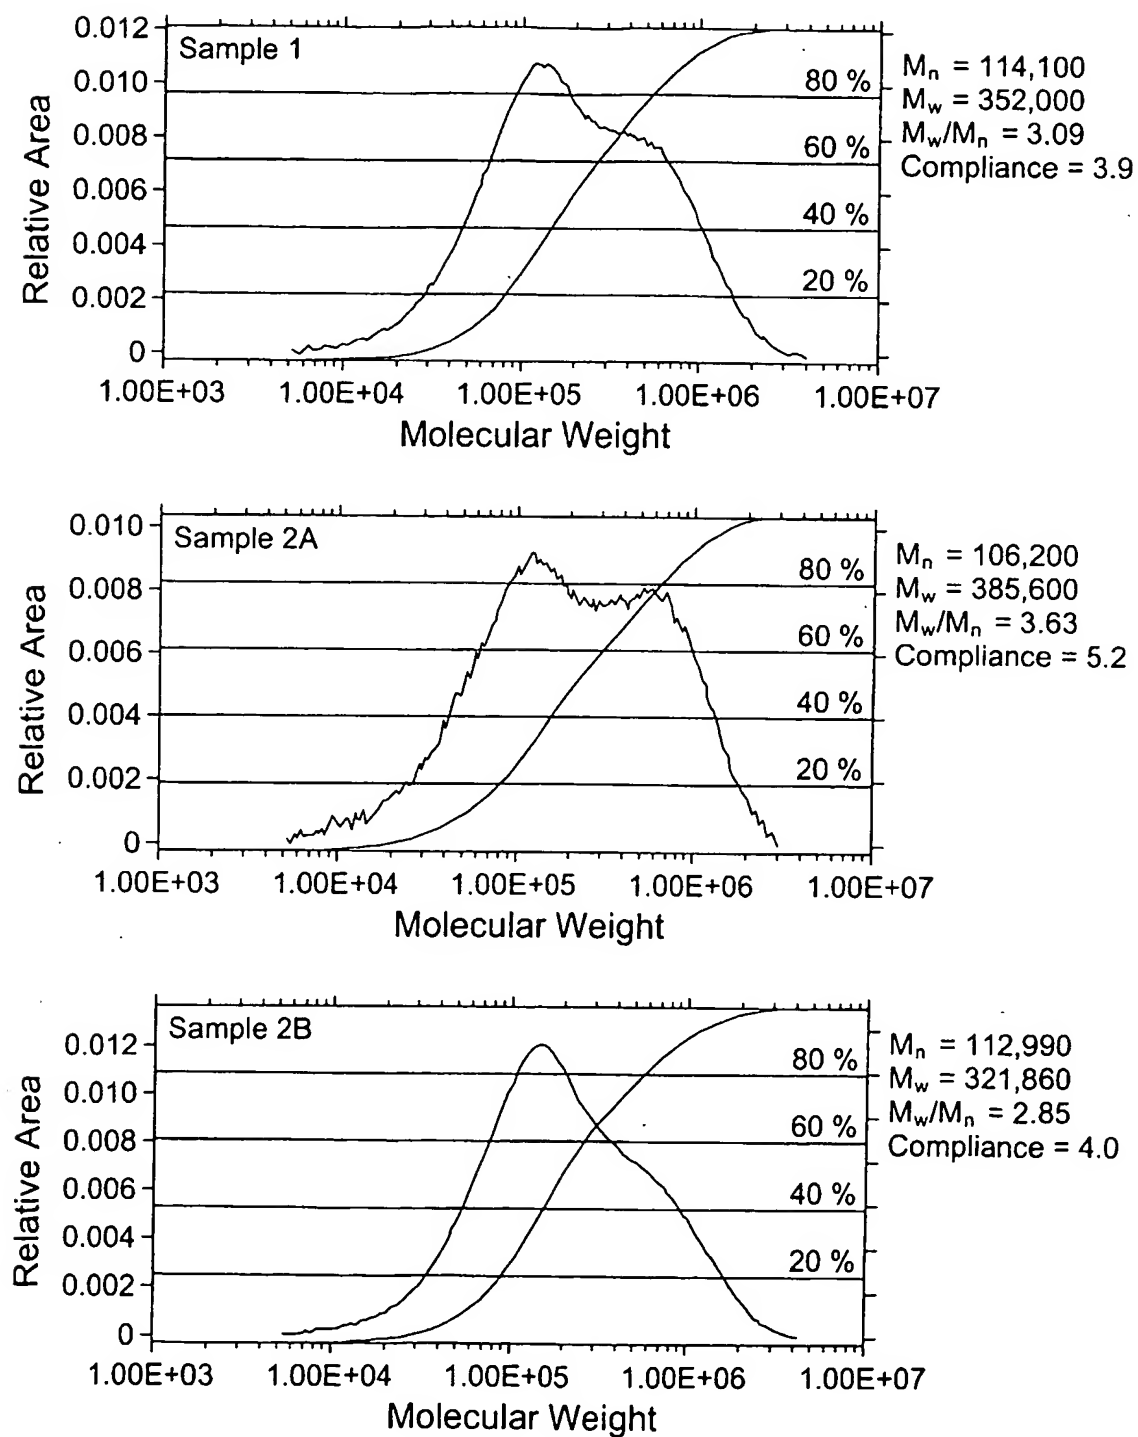 Sample 1
0.012
0.010
0.008
0.006
0.004
0.002
0
Relative Area
80 %
60 %
40 %
20 %
1.00E+03 1.00E+04 1.00E+05 1.00E+06 1.00E+07
Molecular Weight
Mn = 114,100
Mw = 352,000
Mw/Mn = 3.09
Compliance = 3.9
Sample 2A
0.010
0.008
0.006
0.004
0.002
0
Relative Area
80 %
60 %
40 %
20 %
1.00E+03 1.00E+04 1.00E+05 1.00E+06 1.00E+07
Molecular Weight
Mn = 106,200
Mw = 385,600
Mw/Mn = 3.63
Compliance = 5.2
Sample 2B
0.012
0.010
0.008
0.006
0.004
0.002
0
Relative Area
80 %
60 %
40 %
20 %
1.00E+03 1.00E+04 1.00E+05 1.00E+06 1.00E+07
Molecular Weight
Mn = 112,990
Mw = 321,860
Mw/Mn = 2.85
Compliance = 4.0